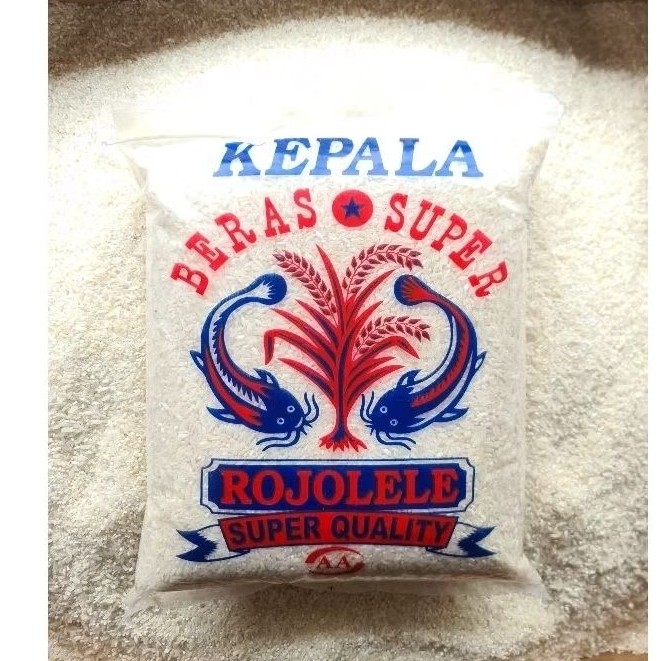 KEPALA
BERAS SUPER
ROJOLELE
SUPER QUALITY
AA